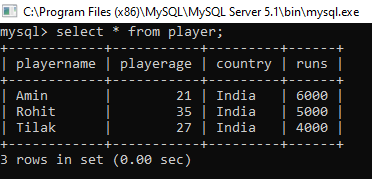 C:\Program Files (x86)\MySQL\MySQL Server 5.1\bin\mysql.exe
mysql> select * from player;
+------------+-----------+---------+------+
| playername | playerage | country | runs |
+------------+-----------+---------+------+
| Amin       |        21 | India   | 6000 |
| Rohit      |        35 | India   | 5000 |
| Tilak      |        27 | India   | 4000 |
+------------+-----------+---------+------+
3 rows in set (0.00 sec)